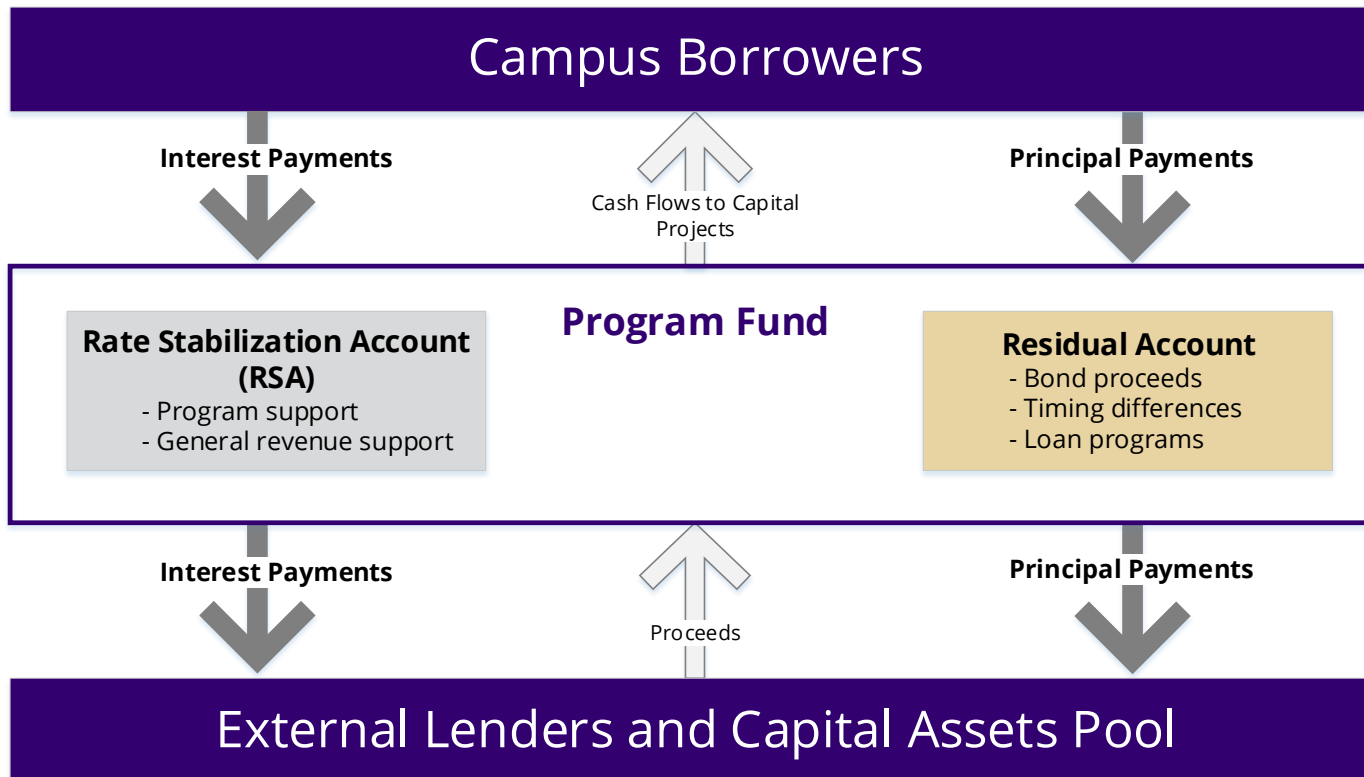 Campus Borrowers
Interest Payments
Cash Flows to Capital
Projects
Principal Payments
Program Fund
Rate Stabilization Account
(RSA)
- Program support
- General revenue support
Residual Account
- Bond proceeds
- Timing differences
- Loan programs
Interest Payments
Proceeds
Principal Payments
External Lenders and Capital Assets Pool